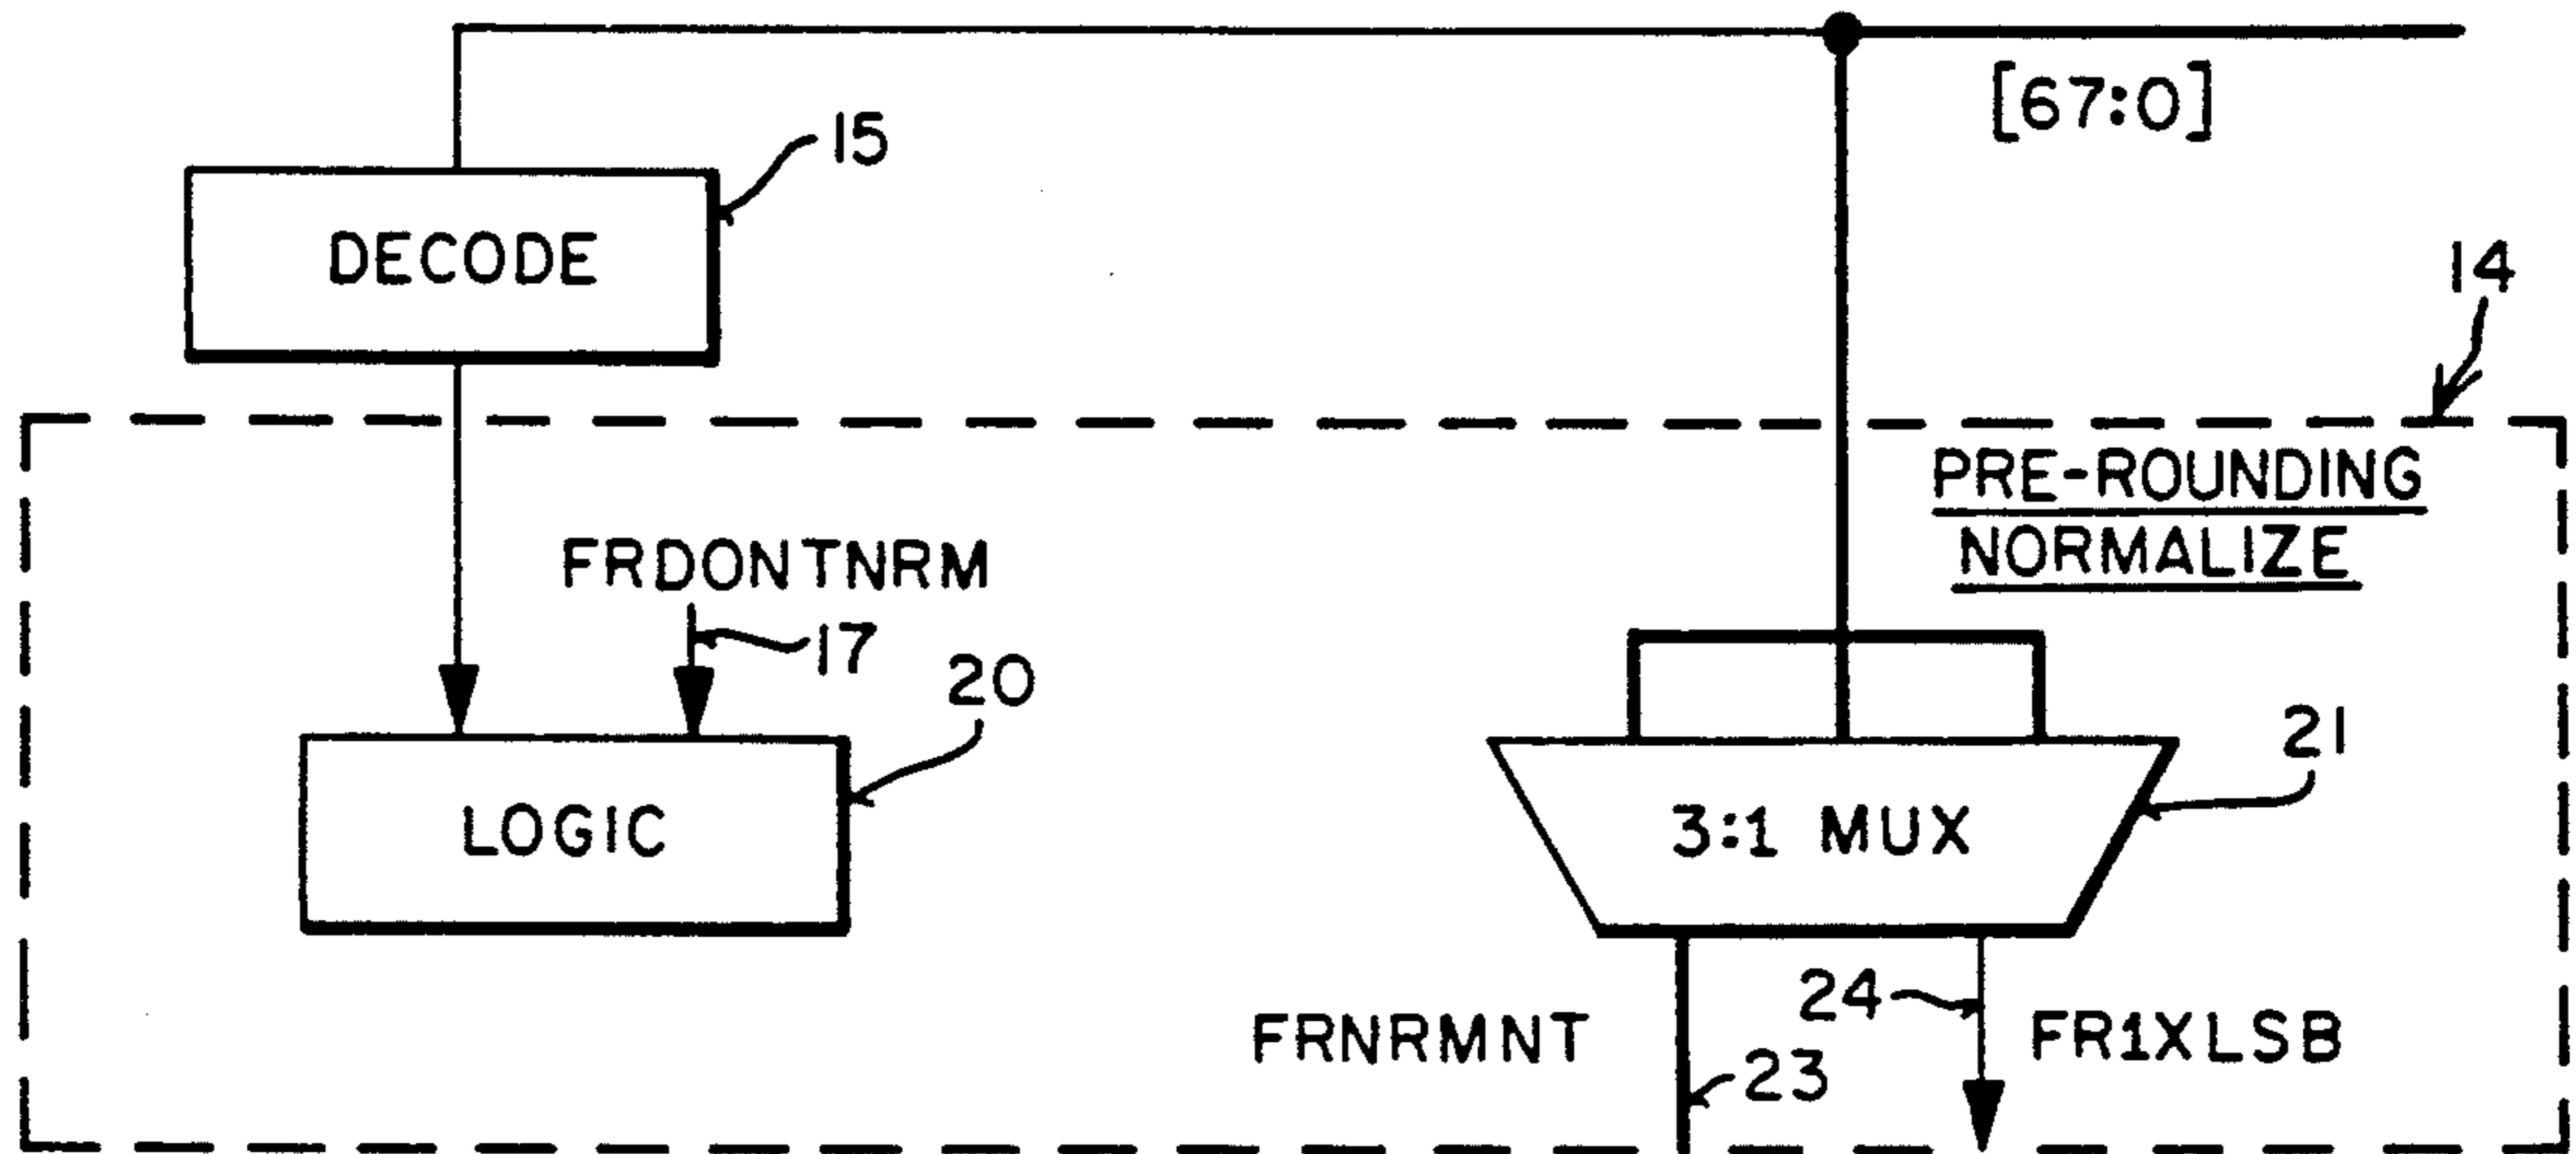 [67:0]
15
DECODE
14
PRE-ROUNDING
NORMALIZE
FRDONTNRM
17
20
21
LOGIC
3:1 MUX
24
FRNRMNT
FR1XLSB
23